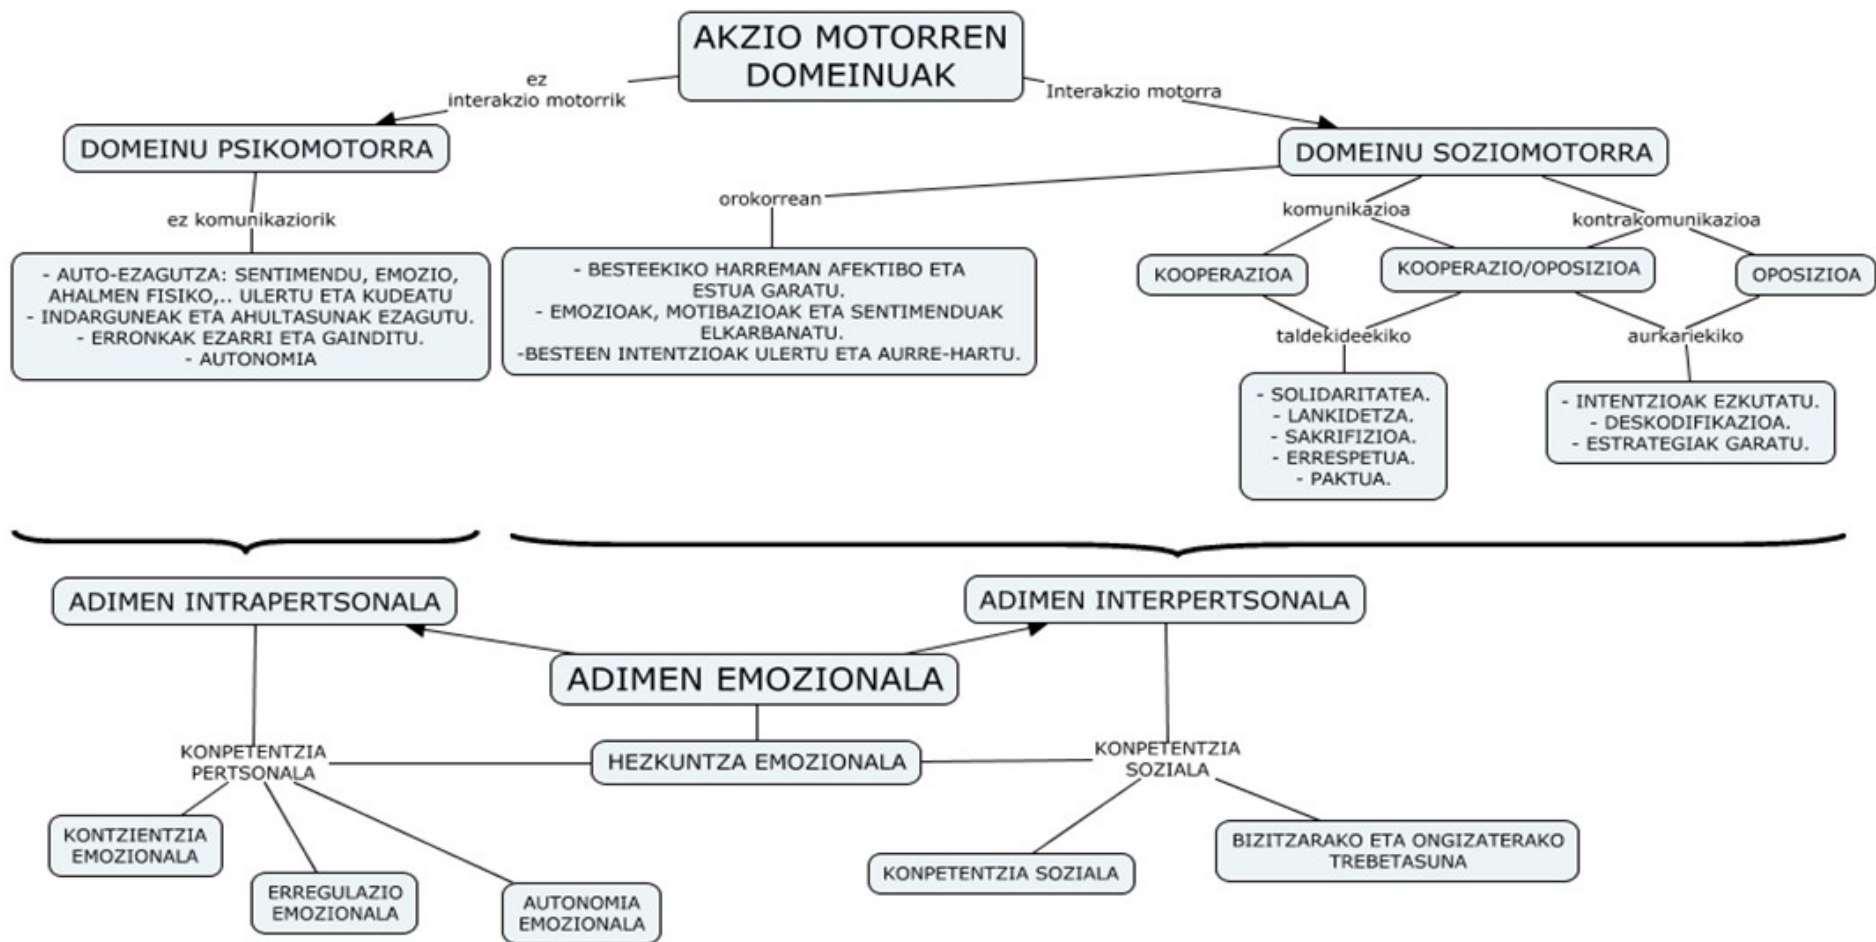 AKZIO MOTORREN
DOMEINUAK
ez
interakzio motorrik
Interakzio motorra
DOMEINU PSIKOMOTORRA
DOMEINU SOZIOMOTORRA
ez komunikaziorik
orokorrean
komunikazioa
kontrakomunikazioa
- AUTO-EZAGUTZA: SENTIMENDU, EMOZIO,
AHALMEN FISIKO,.. ULERTU ETA KUDEATU
- INDARGUNEAK ETA AHULTASUNAK EZAGUTU.
- ERRONKAK EZARRI ETA GAINDITU.
- AUTONOMIA
- BESTEEKIKO HARREMAN AFEKTIBO ETA
ESTUA GARATU.
- EMOZIOAK, MOTIBAZIOAK ETA SENTIMENDUAK
ELKARBANATU.
-BESTEEN INTENTZIOAK ULERTU ETA AURRE-HARTU.
KOOPERAZIOA
KOOPERAZIO/OPOSIZIOA
OPOSIZIOA
taldekideekiko
aurkariekiko
- SOLIDARITATEA.
- LANKIDETZA.
- SAKRIFIZIOA.
- ERRESPETUA.
- PAKTUA.
- INTENTZIOAK EZKUTATU.
- DESKODIFIKAZIOA.
- ESTRATEGIAK GARATU.
ADIMEN INTRAPERTSONALA
ADIMEN INTERPERTSONALA
ADIMEN EMOZIONALA
KONPETENTZIA
PERTSONALA
HEZKUNTZA EMOZIONALA
KONPETENTZIA
SOZIALA
KONTZIENTZIA
EMOZIONALA
ERREGULAZIO
EMOZIONALA
AUTONOMIA
EMOZIONALA
KONPETENTZIA SOZIALA
BIZITZARAKO ETA ONGIZATERAKO
TREBETASUNA